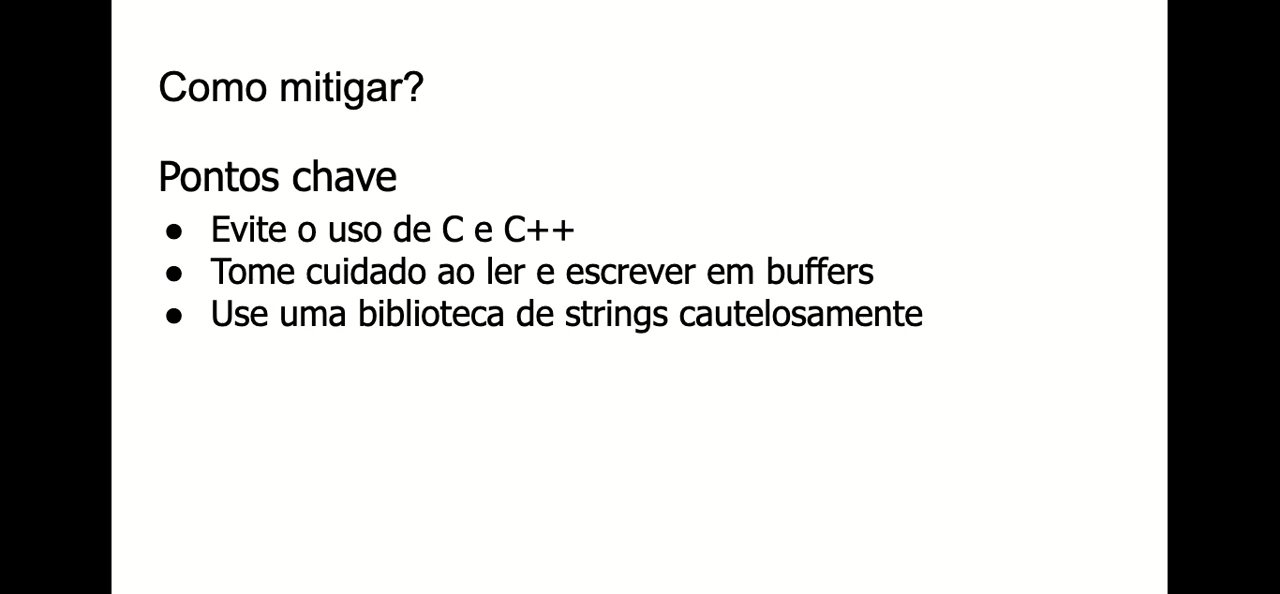 Como mitigar?
Pontos chave
● Evite o uso de C e C++
● Tome cuidado ao ler e escrever em buffers
● Use uma biblioteca de strings cautelosamente